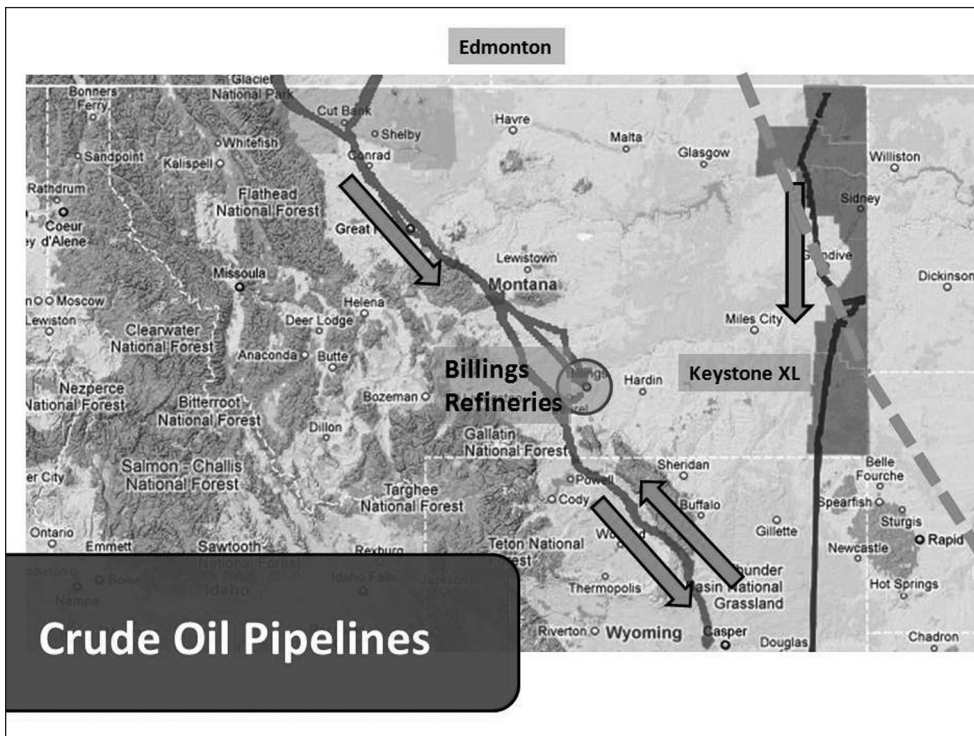 Edmonton
Glacier
National Park
Bonners
Ferry
Cut Bank
Shelby
Havre
Malta
Glasgow
Williston
Whitefish
Sandpoint
Kalispell
Conrad
Rathdrum
Flathead
National Forest
Sidney
Coeur
d'Alene
Great
Lewistown
Missoula
Montana
Dickinson
Moscow
Helena
Lewiston
Deer Lodge
Miles City
Clearwater
National Forest
Anaconda
Butte
Billings
Refineries
Keystone XL
Hardin
Nezperce
National Forest
Bitterroot
National Forest
Bozeman
Dillon
Gallatin
National Forest
Salmon - Challis
National Forest
Sheridan
Belle
Fourche
er City
Targhee
Forest
Powell
Cody
Buffalo
Spearfish
Sturgis
Gillette
Rapid
Ontario
Emmett
Sawtooth
Rexburg
Teton National
Newcastle
Thermopolis
Hot Springs
Boise
Idaho
Idaho Falls
Jackson
Nampa
National
Grassland
Crude Oil Pipelines
Riverton
Wyoming
Casper
Douglas
Chadron